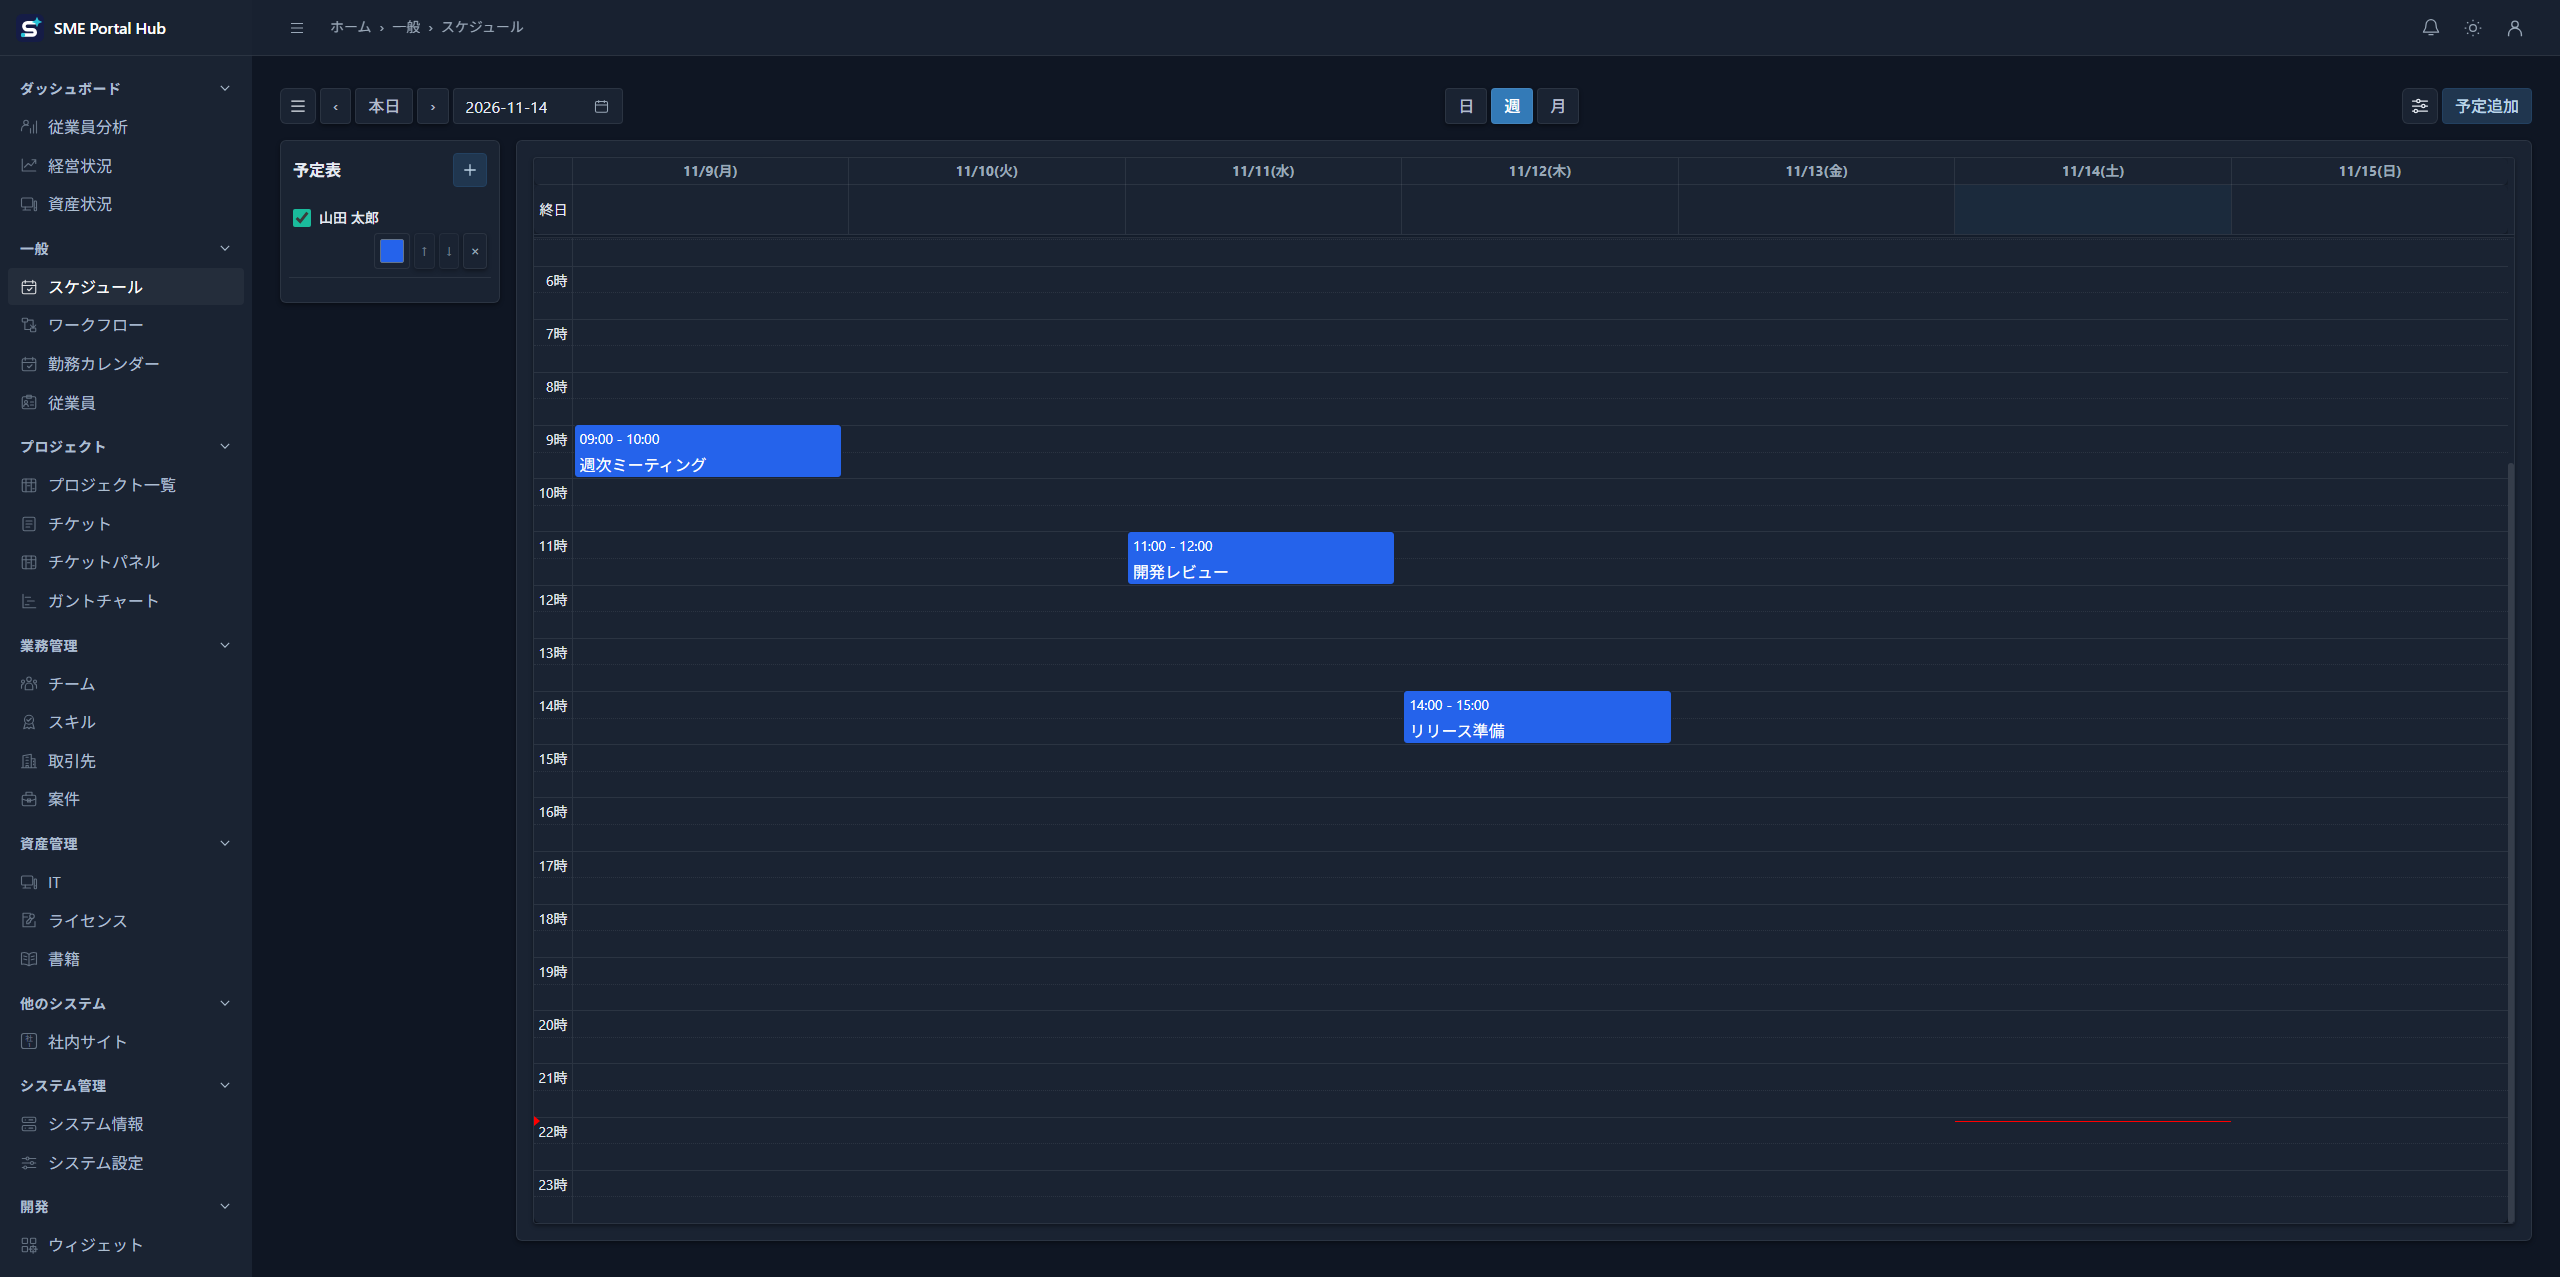 SME Portal Hub
ホーム › 一般 › スケジュール
ダッシュボード
従業員分析
経営状況
資産状況
一般
スケジュール
ワークフロー
勤務カレンダー
従業員
プロジェクト
プロジェクト一覧
チケット
チケットパネル
ガントチャート
業務管理
チーム
スキル
取引先
案件
資産管理
IT
ライセンス
書籍
他のシステム
社内サイト
システム管理
システム情報
システム設定
開発
ウィジェット
‹ 本日 › 2026-11-14
日 週 月
予定追加
予定表 +
山田 太郎
↑ ↓ ×
11/9(月) 11/10(火) 11/11(水) 11/12(木) 11/13(金) 11/14(土) 11/15(日)
終日
6時
7時
8時
9時
09:00 - 10:00
週次ミーティング
10時
11時
11:00 - 12:00
開発レビュー
12時
13時
14時
14:00 - 15:00
リリース準備
15時
16時
17時
18時
19時
20時
21時
22時
23時